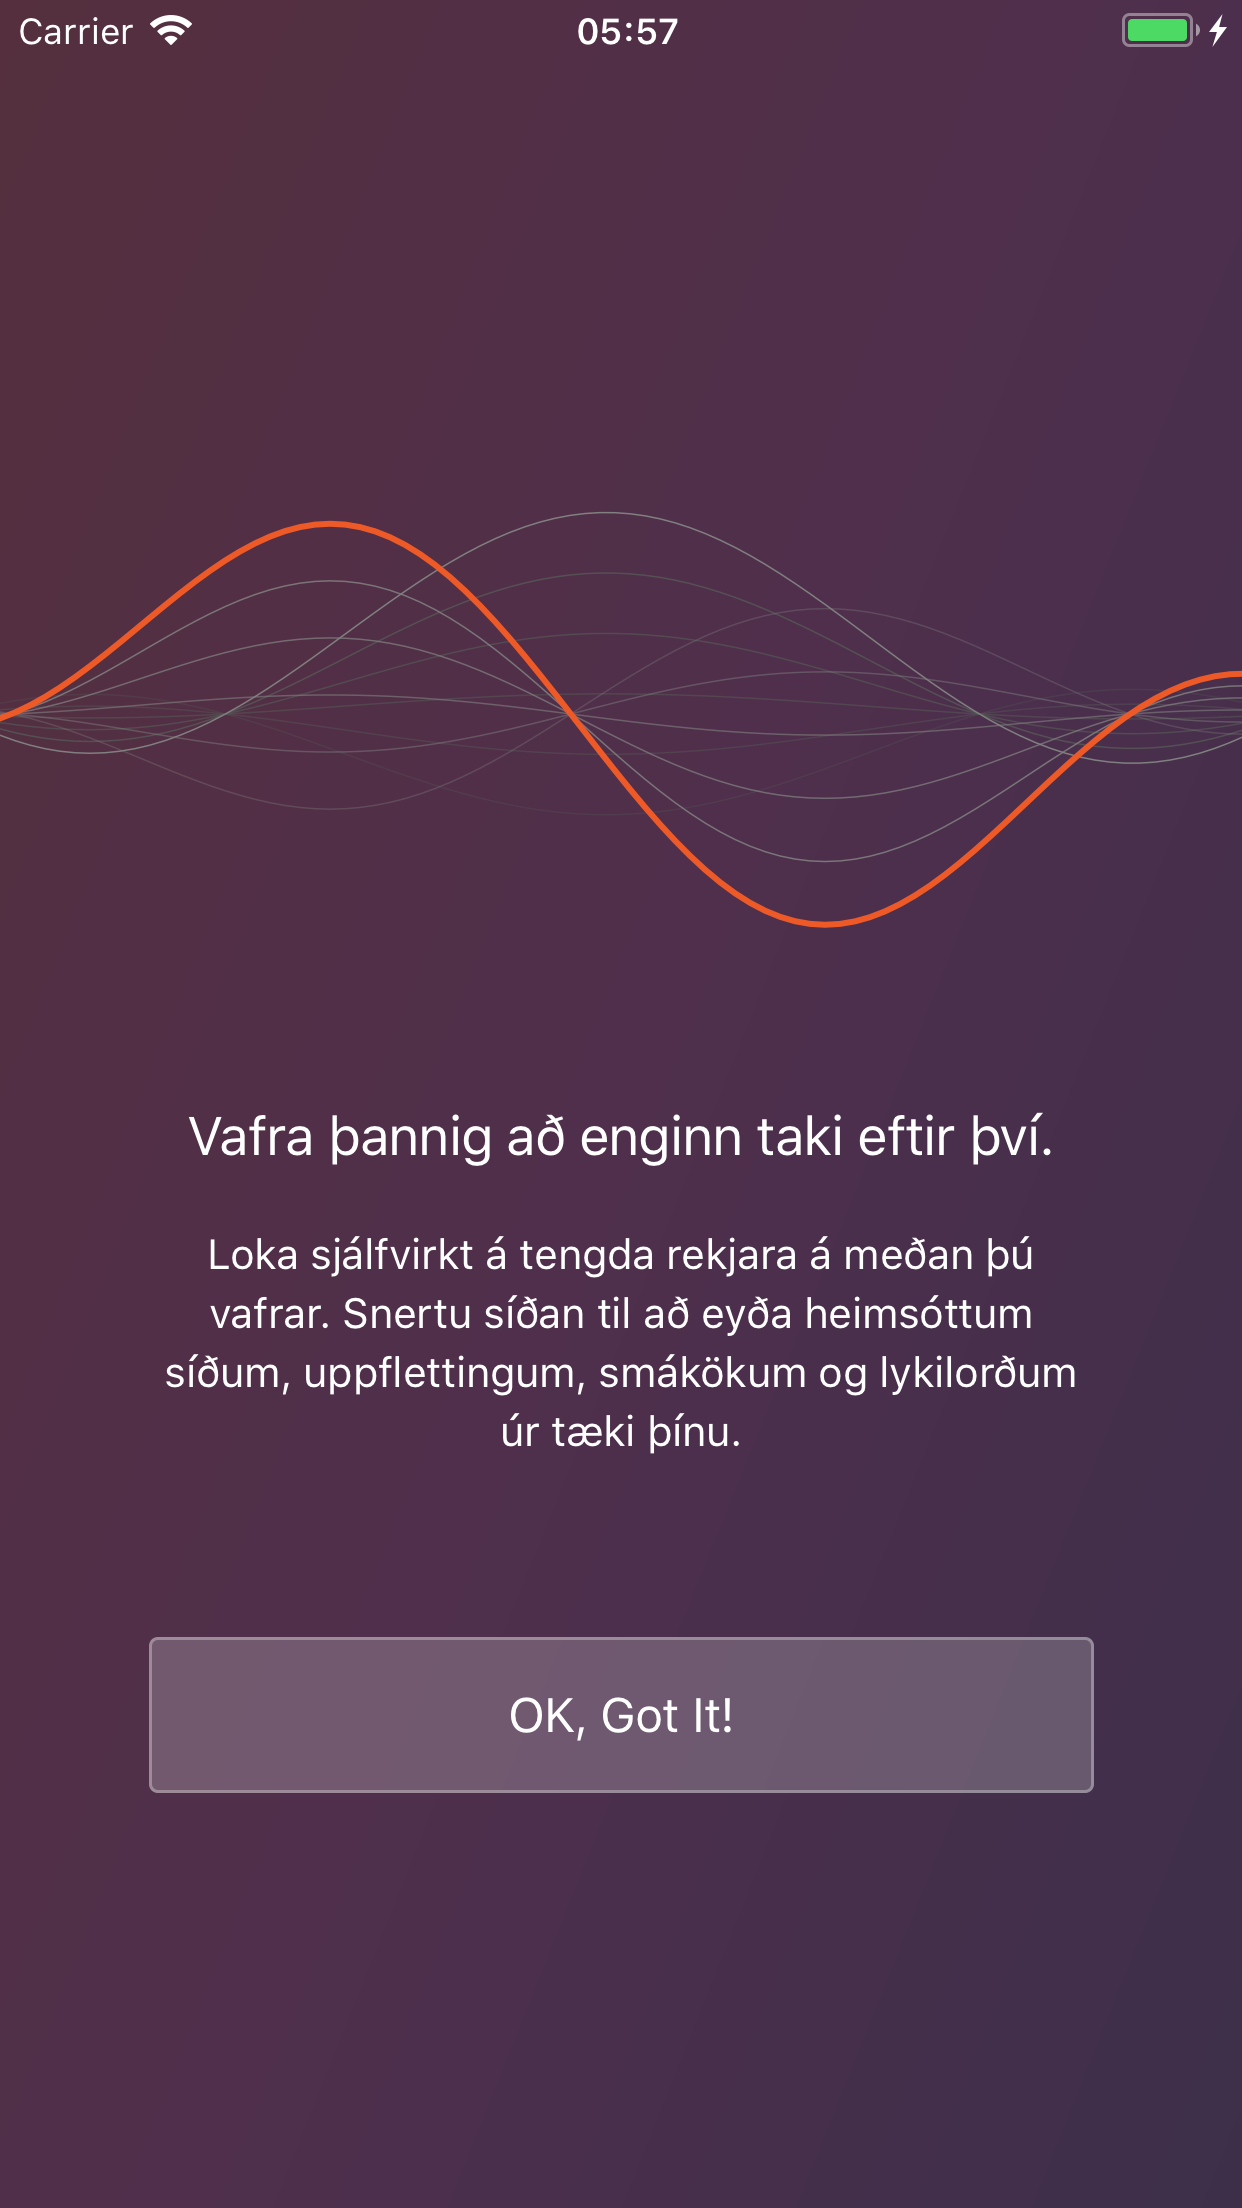 Carrier
05:57
Vafra þannig að enginn taki eftir því.
Loka sjálfvirkt á tengda rekjara á meðan þú
vafrar. Snertu síðan til að eyða heimsóttum
síðum, uppflettingum, smákökum og lykilorðum
úr tæki þínu.
OK, Got It!